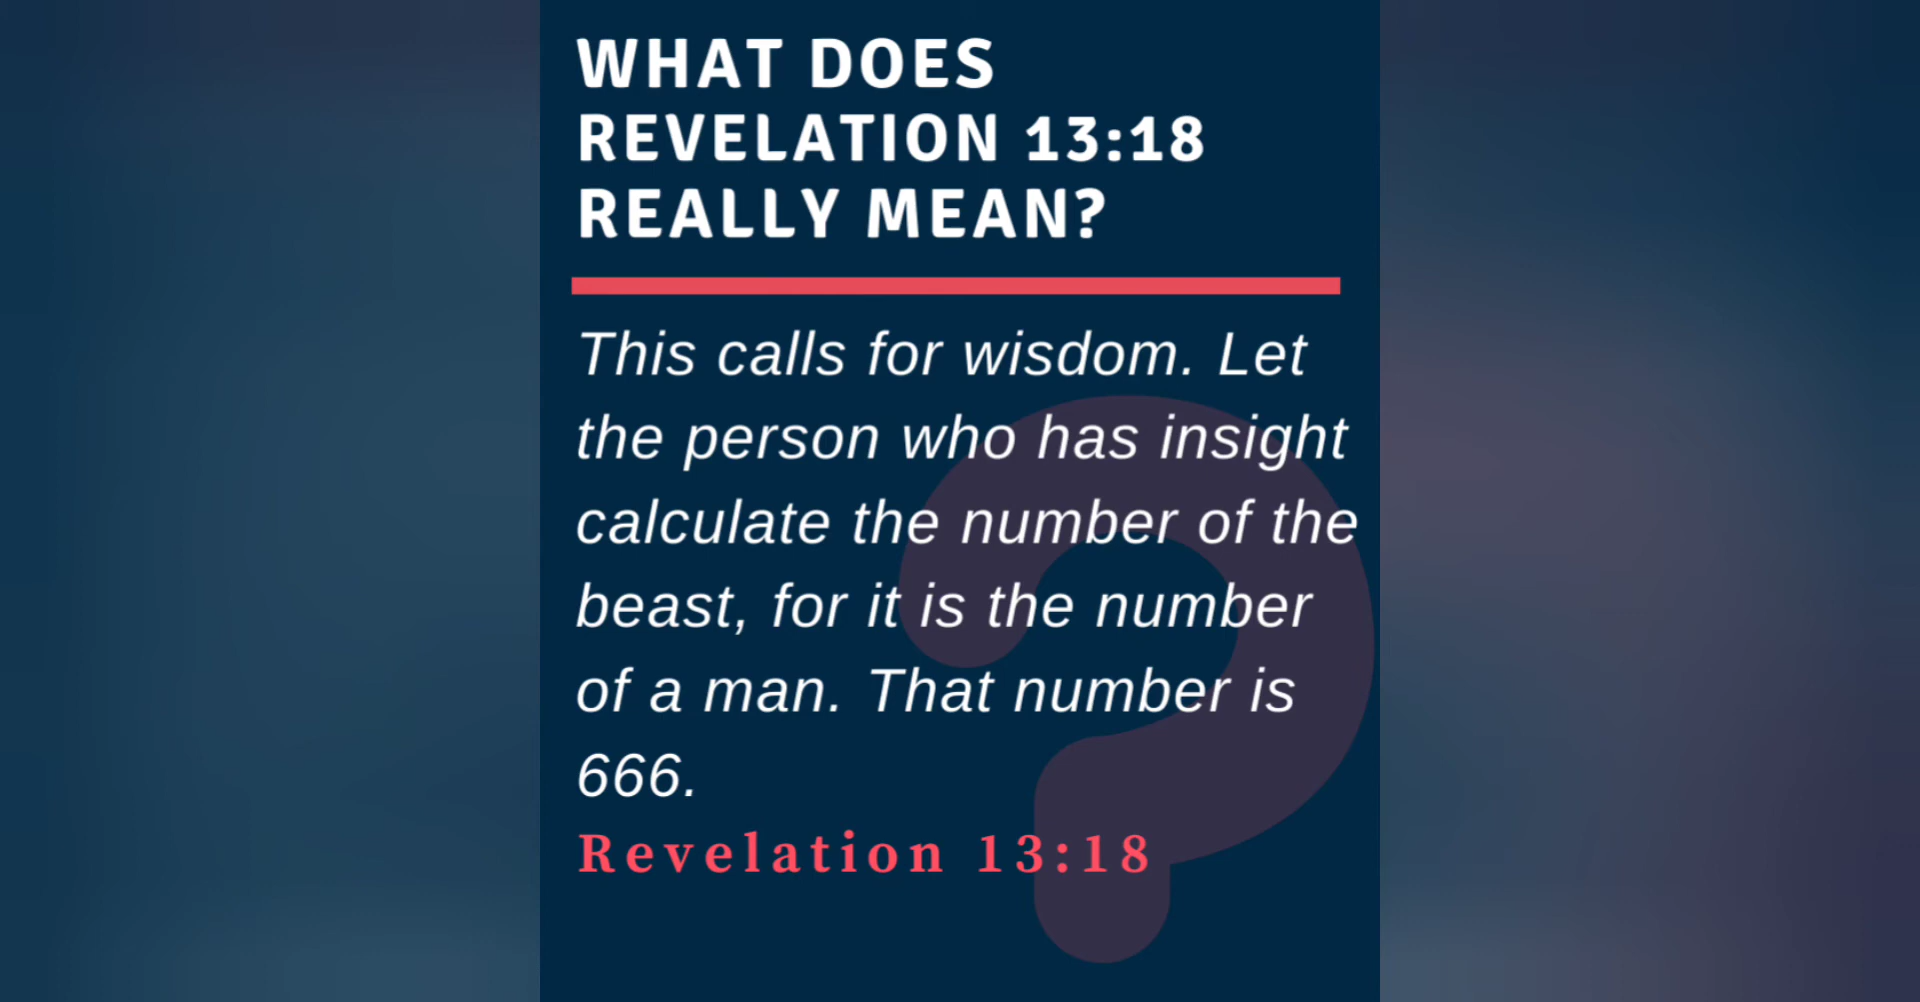 WHAT DOES
REVELATION 13:18
REALLY MEAN?
This calls for wisdom. Let
the person who has insight
calculate the number of the
beast, for it is the number
of a man. That number is
666.
Revelation 13:18